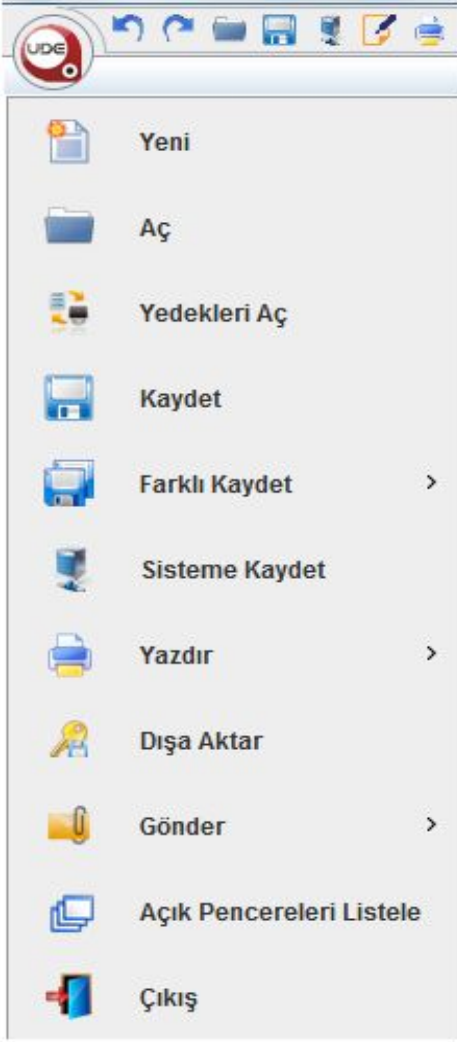 UDE
Yeni
Aç
Yedekleri Aç
Kaydet
Farklı Kaydet
Sisteme Kaydet
Yazdır
Dışa Aktar
Gönder
Açık Pencereleri Listele
Çıkış